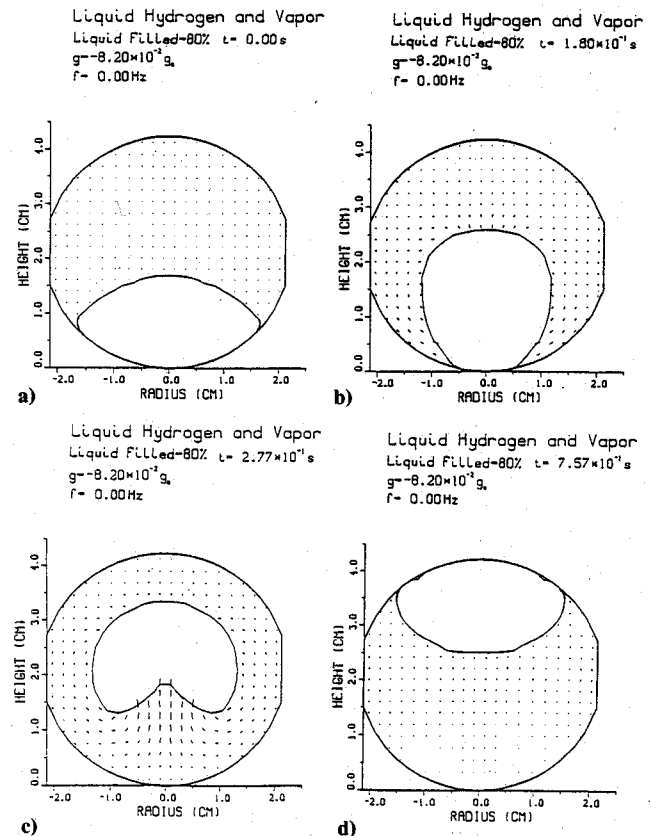 Liquid Hydrogen and Vapor
Liquid Filled=80% t= 0.00s
g=-8.20×10⁻²g₀
f= 0.00Hz
HEIGHT (CM)
4.0
3.0
2.0
1.0
0.0
-2.0 -1.0 0.0 1.0 2.0
RADIUS (CM)
a)
Liquid Hydrogen and Vapor
Liquid Filled=80% t= 1.80×10⁻¹s
g=-8.20×10⁻²g₀
f= 0.00Hz
HEIGHT (CM)
4.0
3.0
2.0
1.0
0.0
-2.0 -1.0 0.0 1.0 2.0
RADIUS (CM)
b)
Liquid Hydrogen and Vapor
Liquid Filled=80% t= 2.77×10⁻¹s
g=-8.20×10⁻²g₀
f= 0.00Hz
HEIGHT (CM)
4.0
3.0
2.0
1.0
0.0
-2.0 -1.0 0.0 1.0 2.0
RADIUS (CM)
c)
Liquid Hydrogen and Vapor
Liquid Filled=80% t= 7.57×10⁻¹s
g=-8.20×10⁻²g₀
f= 0.00Hz
HEIGHT (CM)
4.0
3.0
2.0
1.0
0.0
-2.0 -1.0 0.0 1.0 2.0
RADIUS (CM)
d)